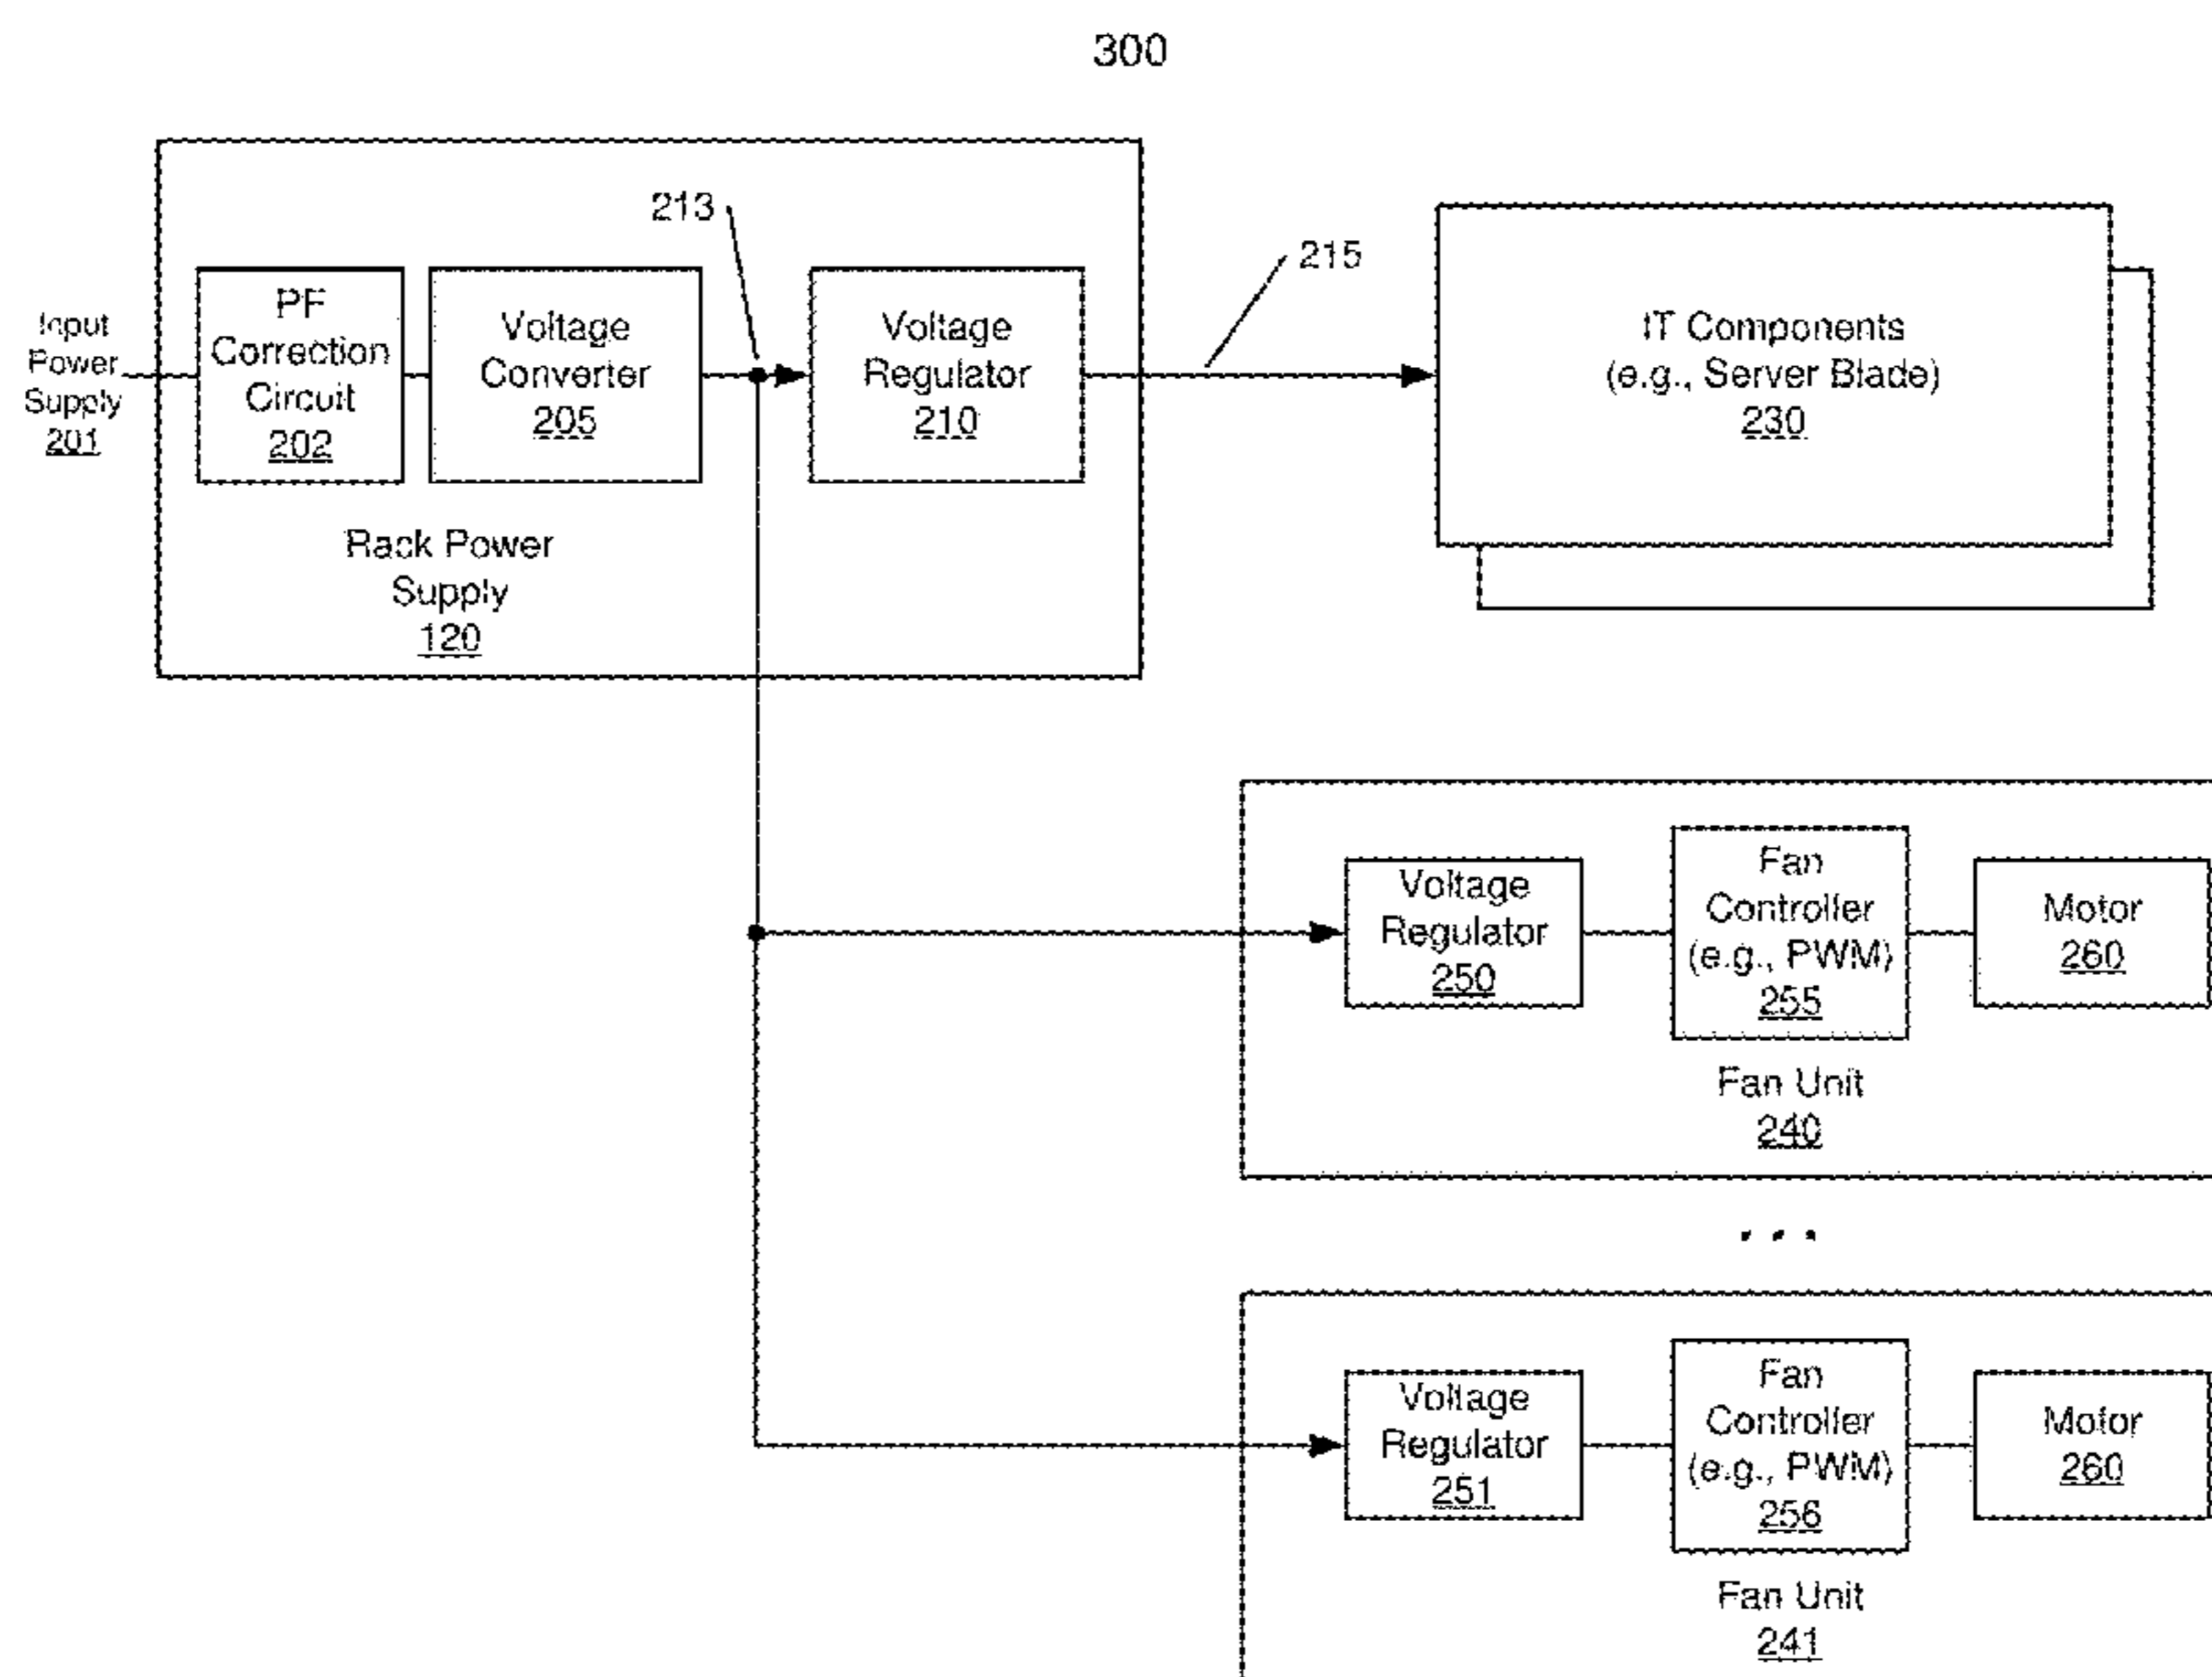 300
213
215
Input
Power
Supply
201
PF
Correction
Circuit
202
Voltage
Converter
205
Voltage
Regulator
210
IT Components
(e.g., Server Blade)
230
Rack Power
Supply
120
Voltage
Regulator
250
Fan
Controller
(e.g., PWM)
255
Motor
260
Fan Unit
240
. . .
Voltage
Regulator
251
Fan
Controller
(e.g., PWM)
256
Motor
260
Fan Unit
241